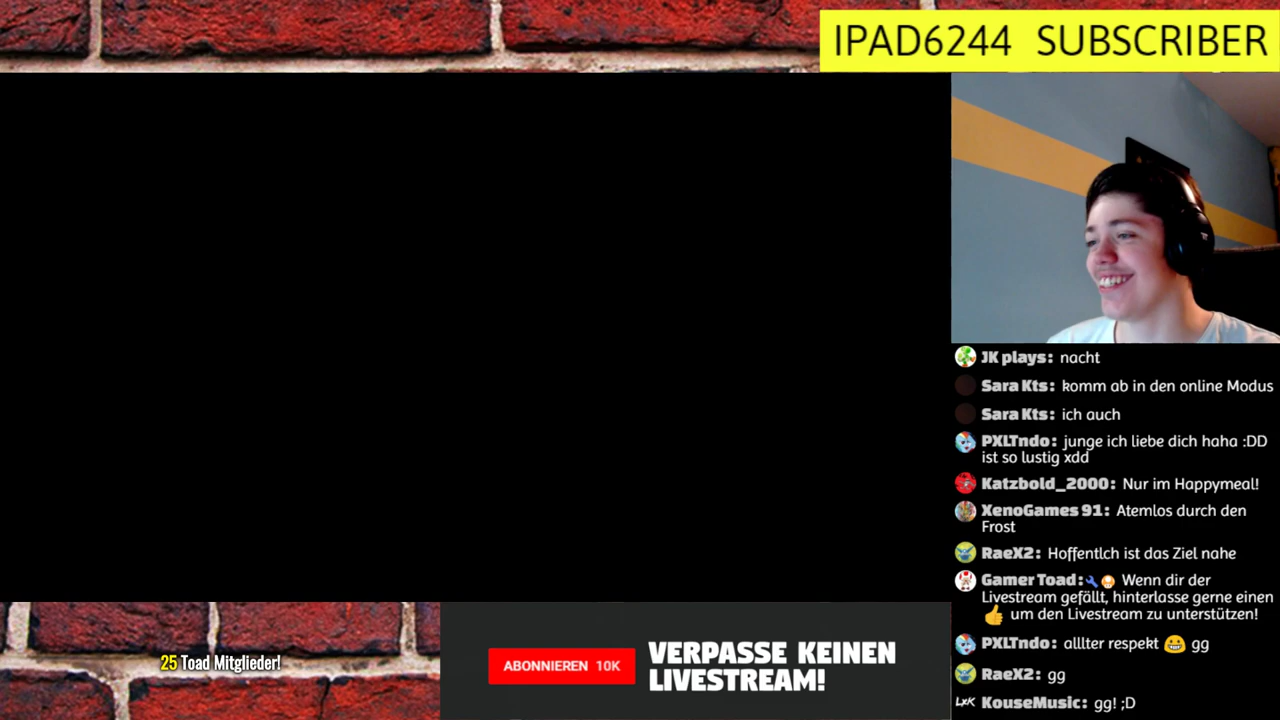 IPAD6244 SUBSCRIBER
JK plays: nacht
Sara Kts: komm ab in den online Modus
Sara Kts: ich auch
PXLTndo: junge ich liebe dich haha :DD
ist so lustig xdd
Katzbold_2000: Nur im Happymeal!
XenoGames 91: Atemlos durch den
Frost
RaeX2: Hoffentlch ist das Ziel nahe
Gamer Toad: Wenn dir der
Livestream gefällt, hinterlasse gerne einen
👍 um den Livestream zu unterstützen!
PXLTndo: alllter respekt 😀 gg
RaeX2: gg
LxK KouseMusic: gg! ;D
25 Toad Mitglieder!
ABONNIEREN 10K
VERPASSE KEINEN
LIVESTREAM!